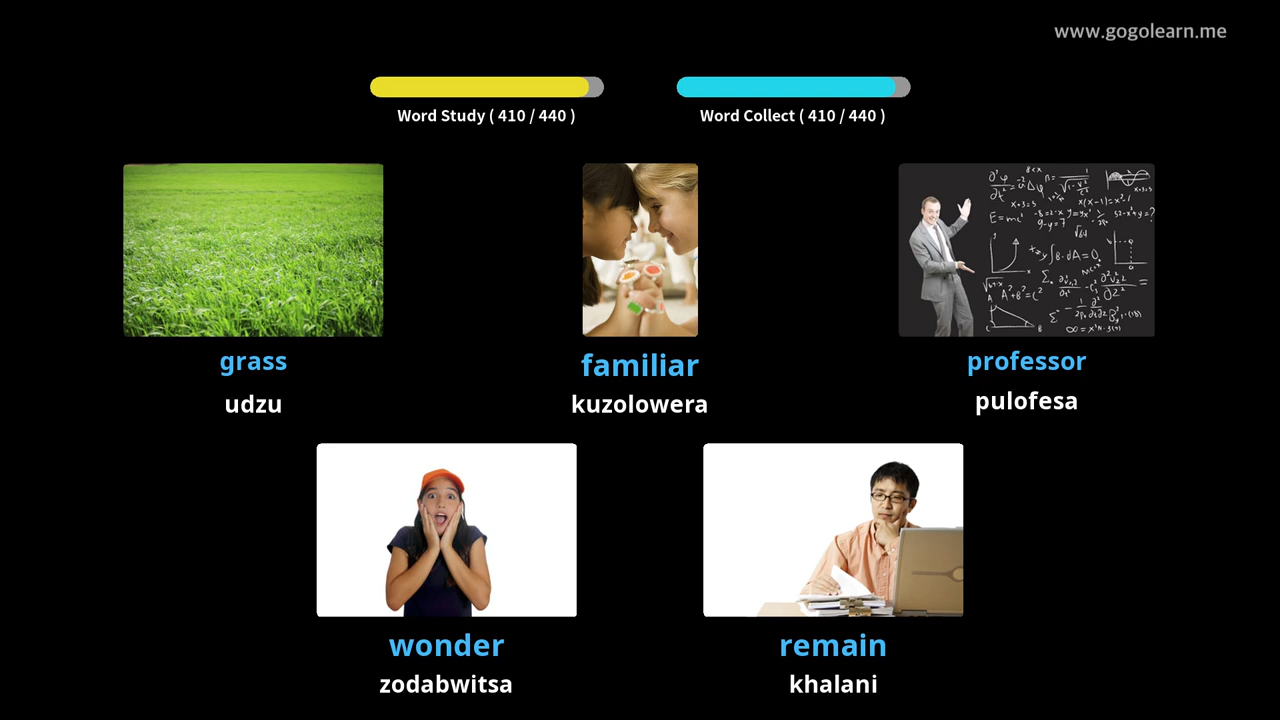 www.gogolearn.me
Word Study ( 410 / 440 )
Word Collect ( 410 / 440 )
grass
familiar
professor
udzu
kuzolowera
pulofesa
wonder
remain
zodabwitsa
khalani